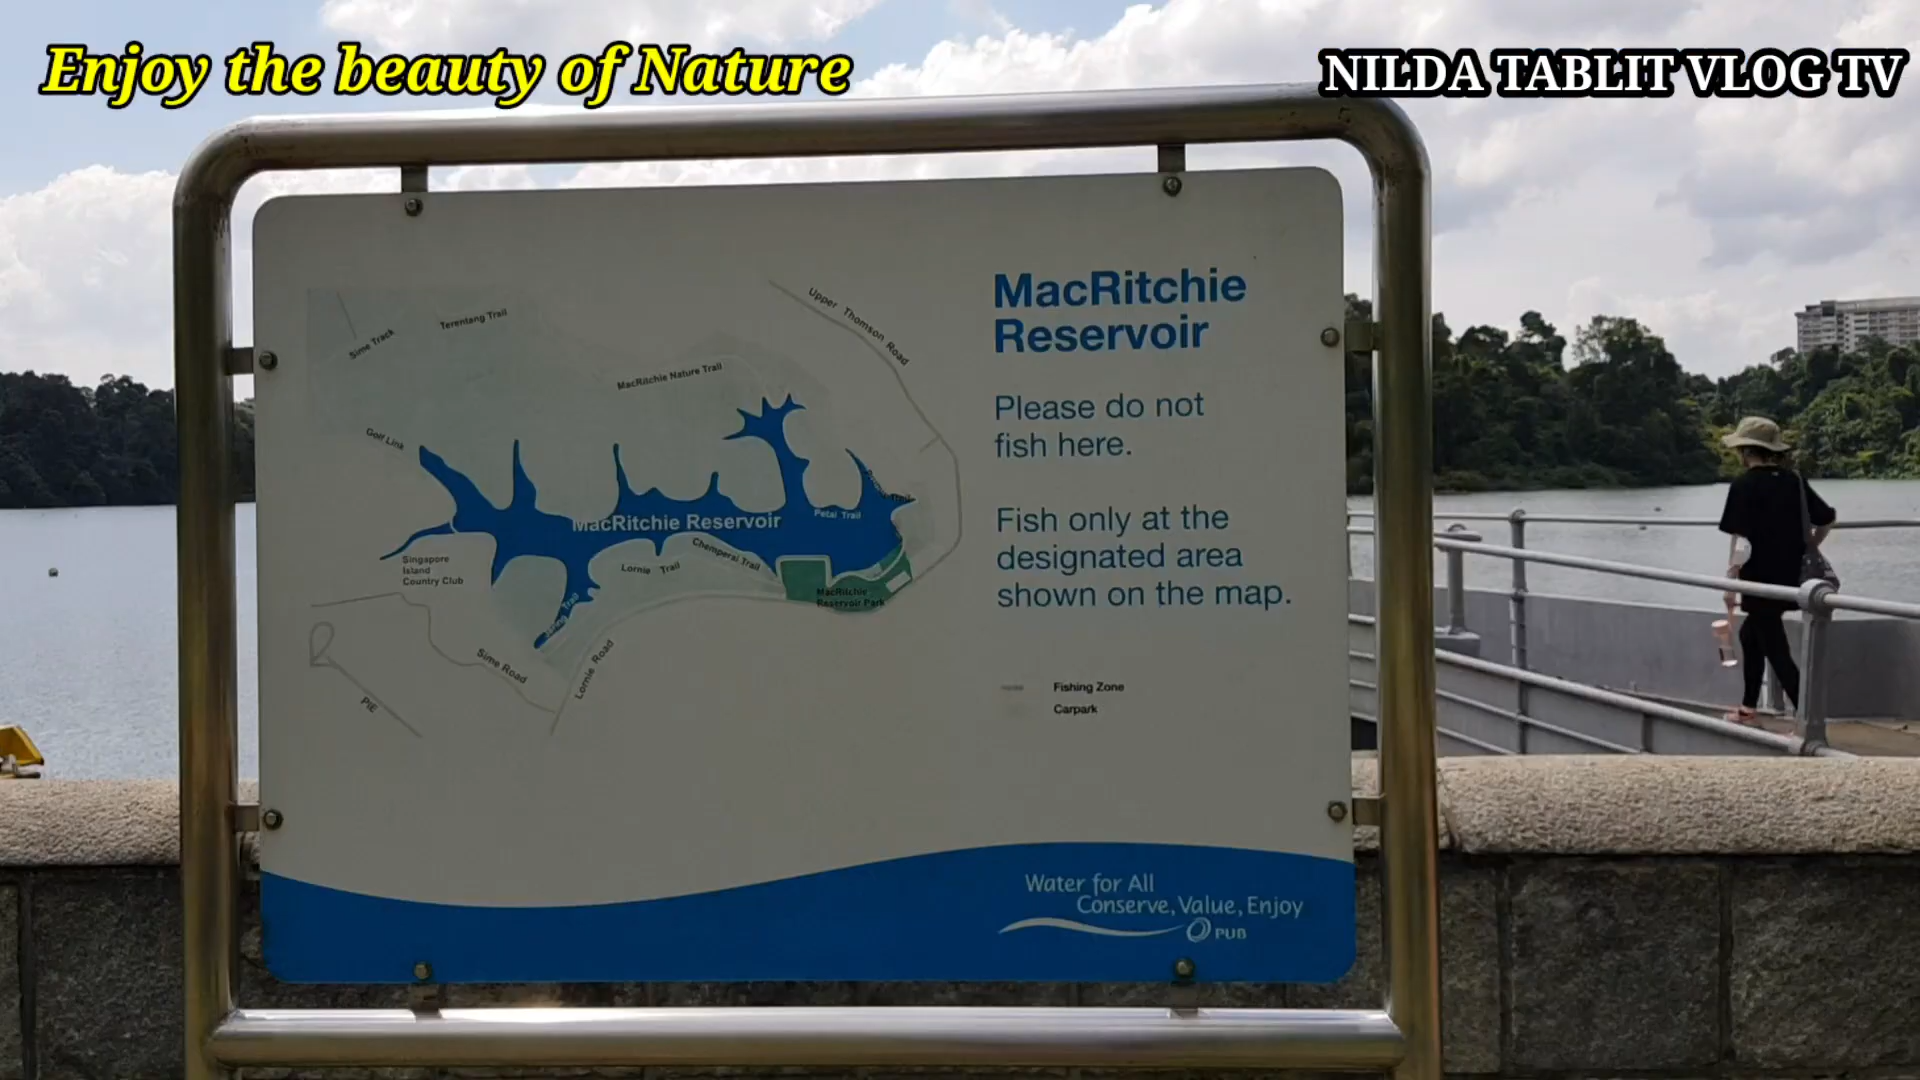 Enjoy the beauty of Nature
NILDA TABLIT VLOG TV
MacRitchie
Reservoir
Please do not
fish here.
Fish only at the
designated area
shown on the map.
Fishing Zone
Carpark
Upper Thomson Road
Sime Track
Terentang Trail
MacRitchie Nature Trail
Golf Link
MacRitchie Reservoir
Petai Trail
Trail
Singapore
Island
Country Club
Lornie Trail
Chemperai Trail
MacRitchie
Reservoir Park
Trail
Sime Road
Lornie Road
PIE
Water for All
Conserve, Value, Enjoy
PUB